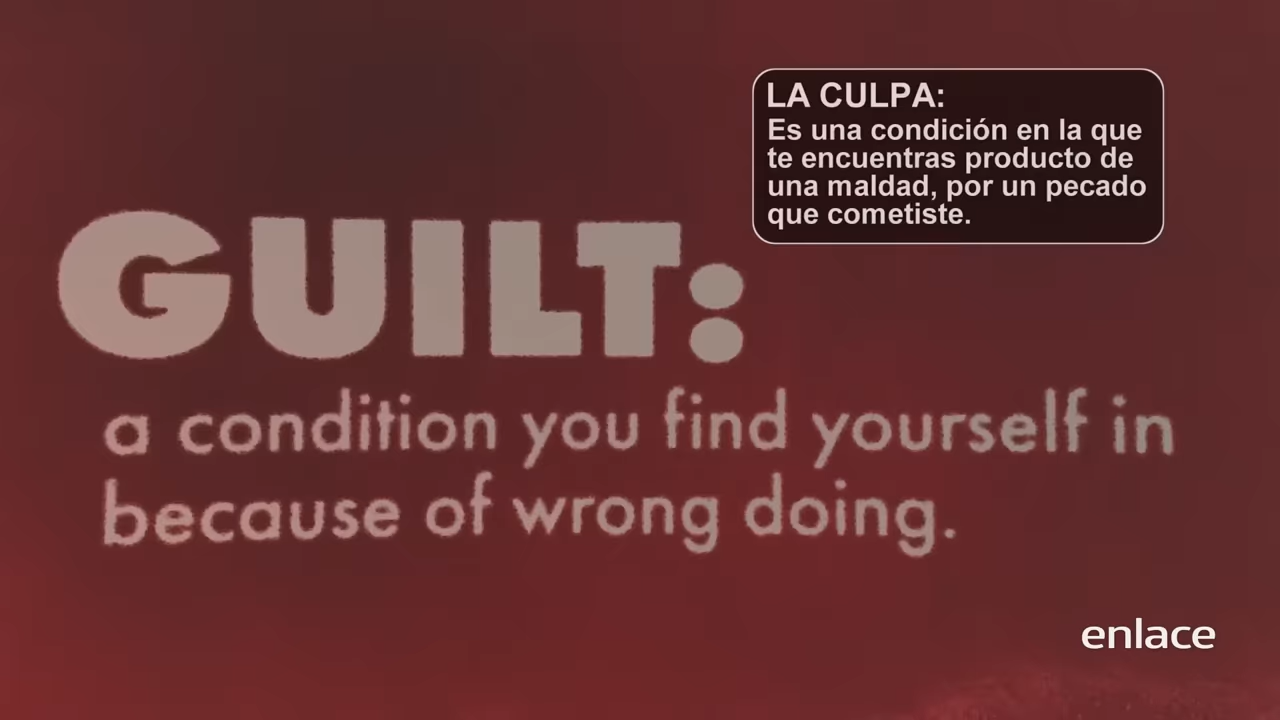 LA CULPA:
Es una condición en la que
te encuentras producto de
una maldad, por un pecado
que cometiste.
GUILT:
a condition you find yourself in
because of wrong doing.
enlace